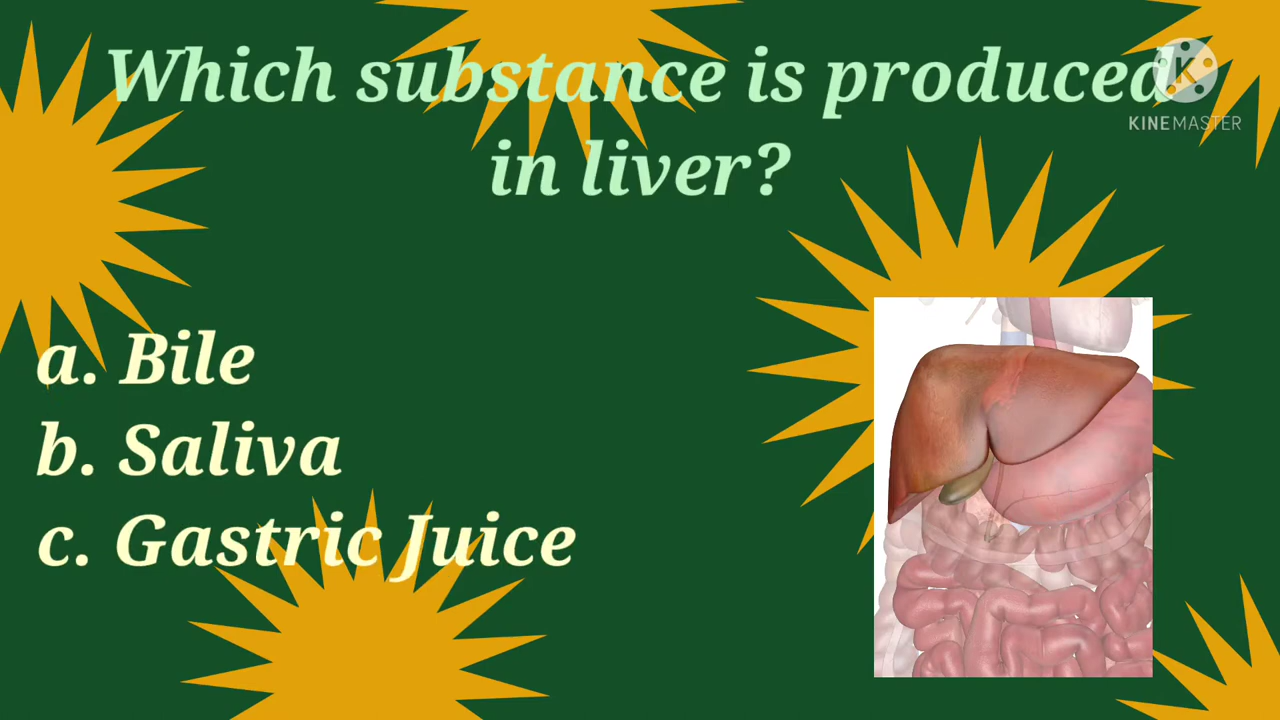 Which substance is produced
in liver?
KINEMASTER
a. Bile
b. Saliva
c. Gastric Juice